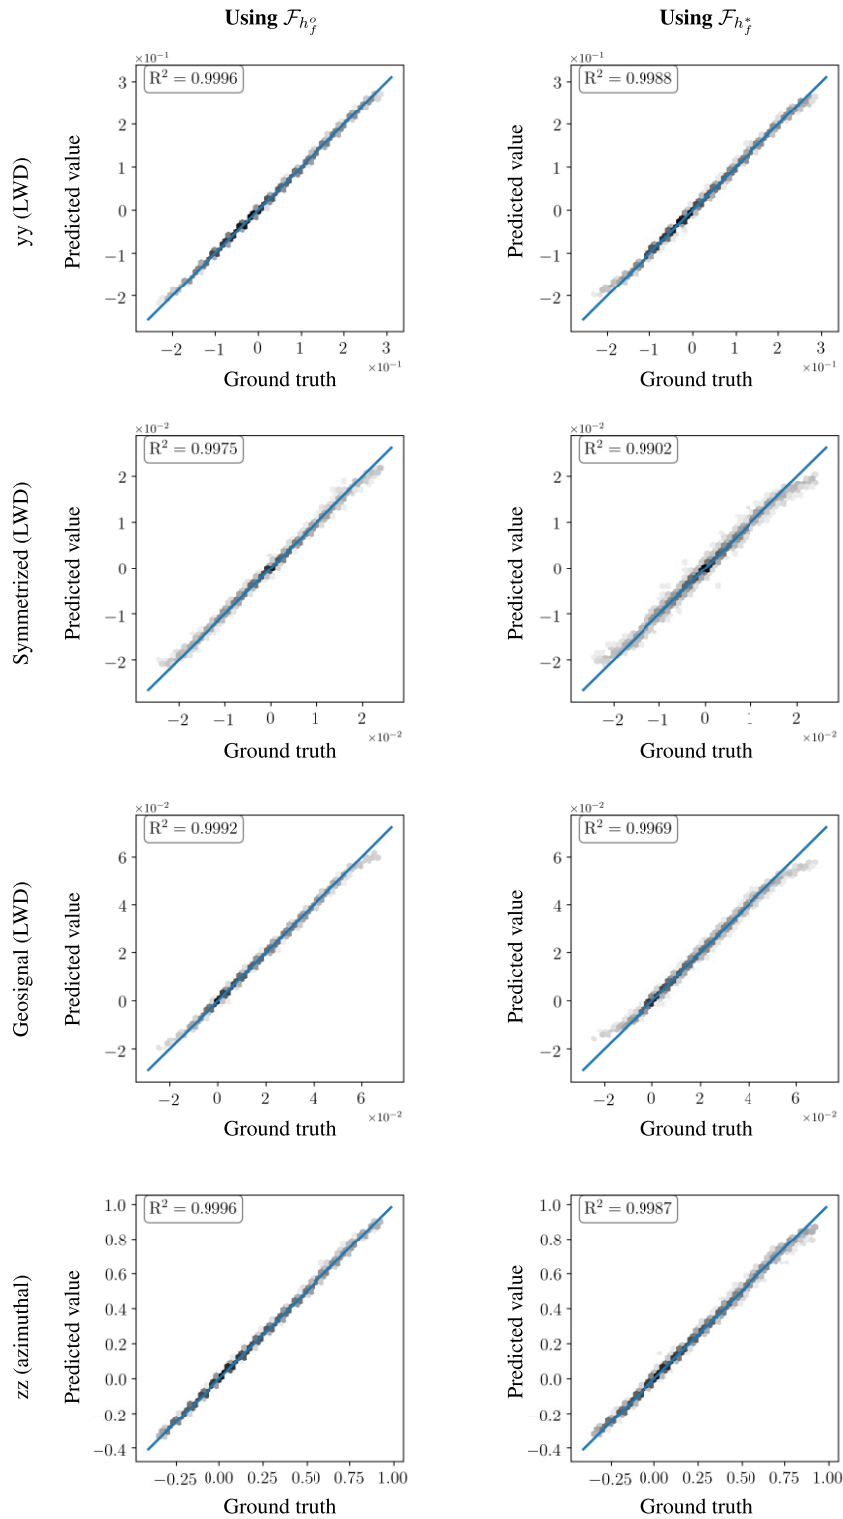 Using F_{h_f^o} Using F_{h_f^*}
×10⁻¹ ×10⁻¹
R² = 0.9996 R² = 0.9988
yy (LWD)
Predicted value Predicted value
3 3
2 2
1 1
0 0
−1 −1
−2 −2
−2 −1 0 1 2 3 −2 −1 0 1 2 3
×10⁻¹ ×10⁻¹
Ground truth Ground truth
×10⁻² ×10⁻²
R² = 0.9975 R² = 0.9902
Symmetrized (LWD)
Predicted value Predicted value
2 2
1 1
0 0
−1 −1
−2 −2
−2 −1 0 1 2 −2 −1 0 2
×10⁻² ×10⁻²
Ground truth Ground truth
×10⁻² ×10⁻²
R² = 0.9992 R² = 0.9969
Geosignal (LWD)
Predicted value Predicted value
6 6
4 4
2 2
0 0
−2 −2
−2 0 2 4 6 −2 0 2 4 6
×10⁻² ×10⁻²
Ground truth Ground truth
R² = 0.9996 R² = 0.9987
zz (azimuthal)
Predicted value Predicted value
1.0 1.0
0.8 0.8
0.6 0.6
0.4 0.4
0.2 0.2
0.0 0.0
0.2 0.2
−0.4 −0.4
−0.25 0.00 0.25 0.50 0.75 1.00 −0.25 0.00 0.25 0.50 0.75 1.00
Ground truth Ground truth